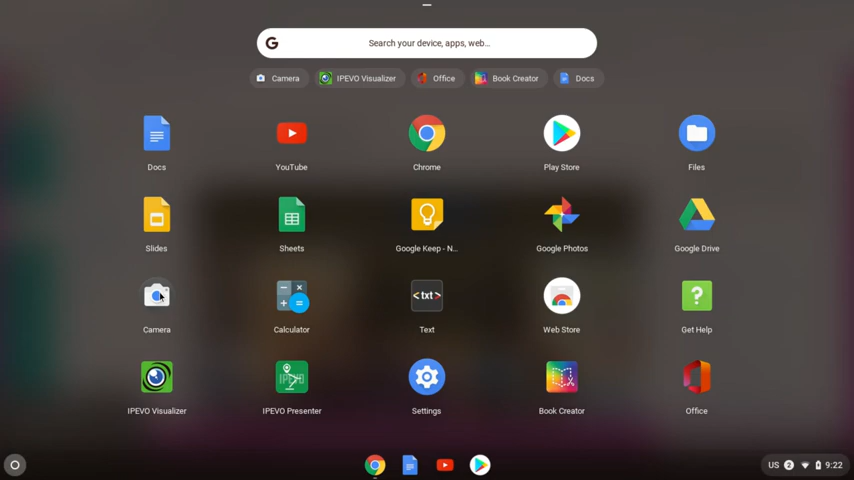 G Search your device, apps, web...
Camera IPEVO Visualizer Office Book Creator Docs
Docs YouTube Chrome Play Store Files
Slides Sheets Google Keep - N... Google Photos Google Drive
<txt>
Camera Calculator Text Web Store Get Help
IPEVO
IPEVO Visualizer IPEVO Presenter Settings Book Creator Office
US 2 9:22